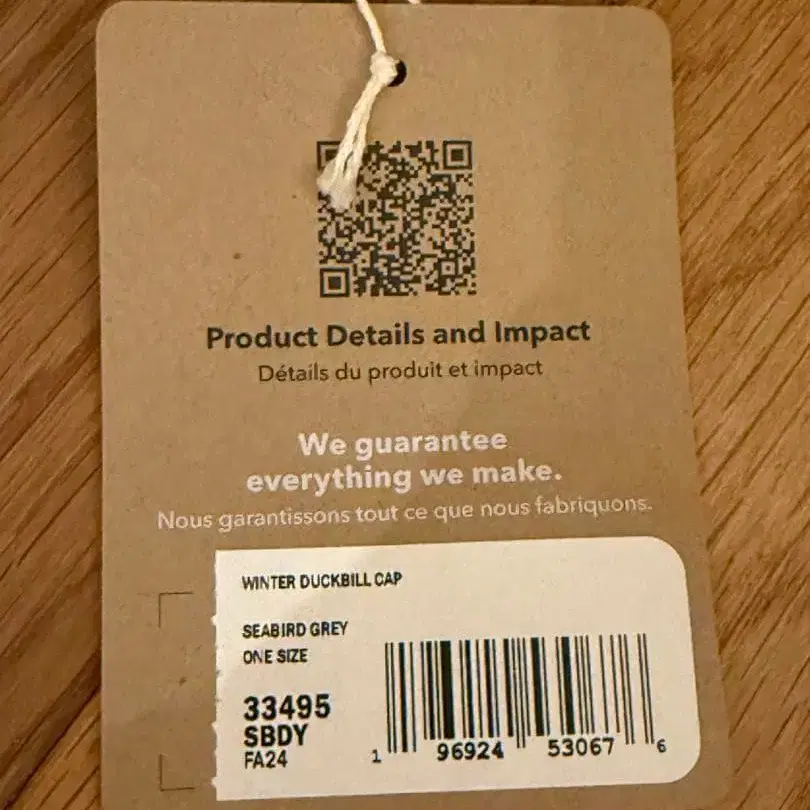 Product Details and Impact
Détails du produit et impact
We guarantee
everything we make.
Nous garantissons tout ce que nous fabriquons.
WINTER DUCKBILL CAP
SEABIRD GREY
ONE SIZE
33495
SBDY
FA24
1 96924 53067 6